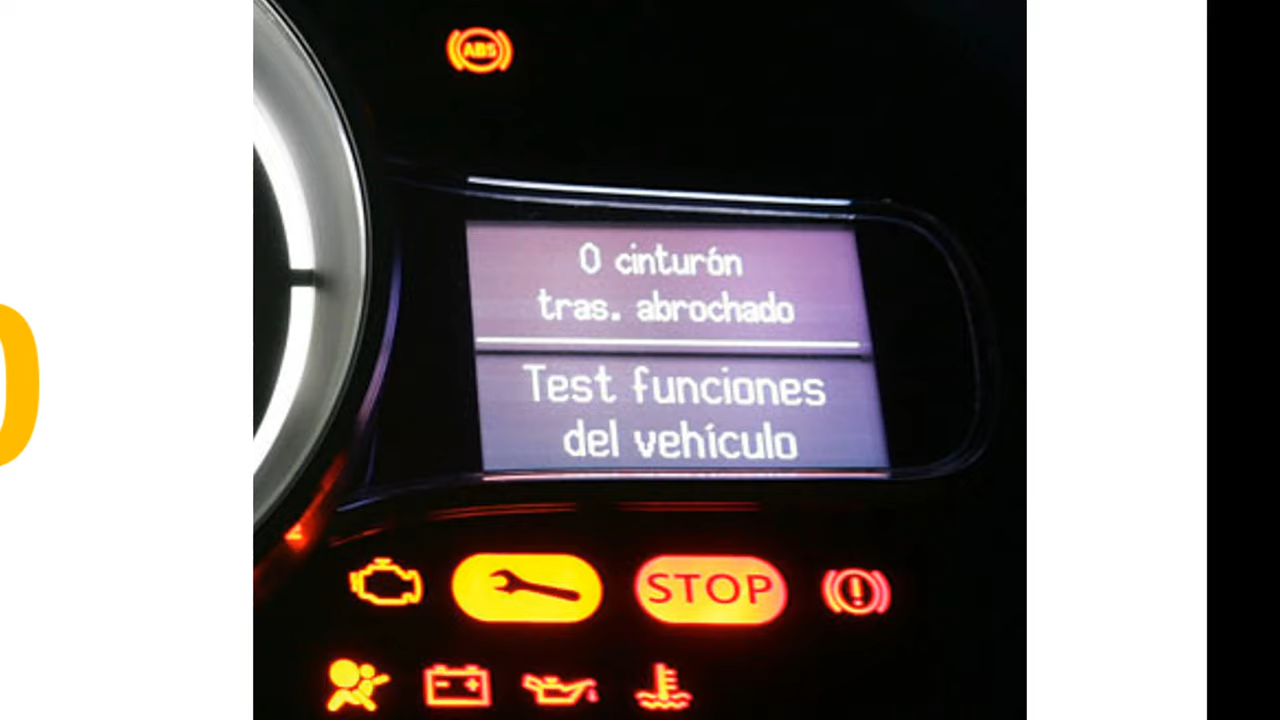 ABS
0 cinturón
tras. abrochado
Test funciones
del vehículo
STOP